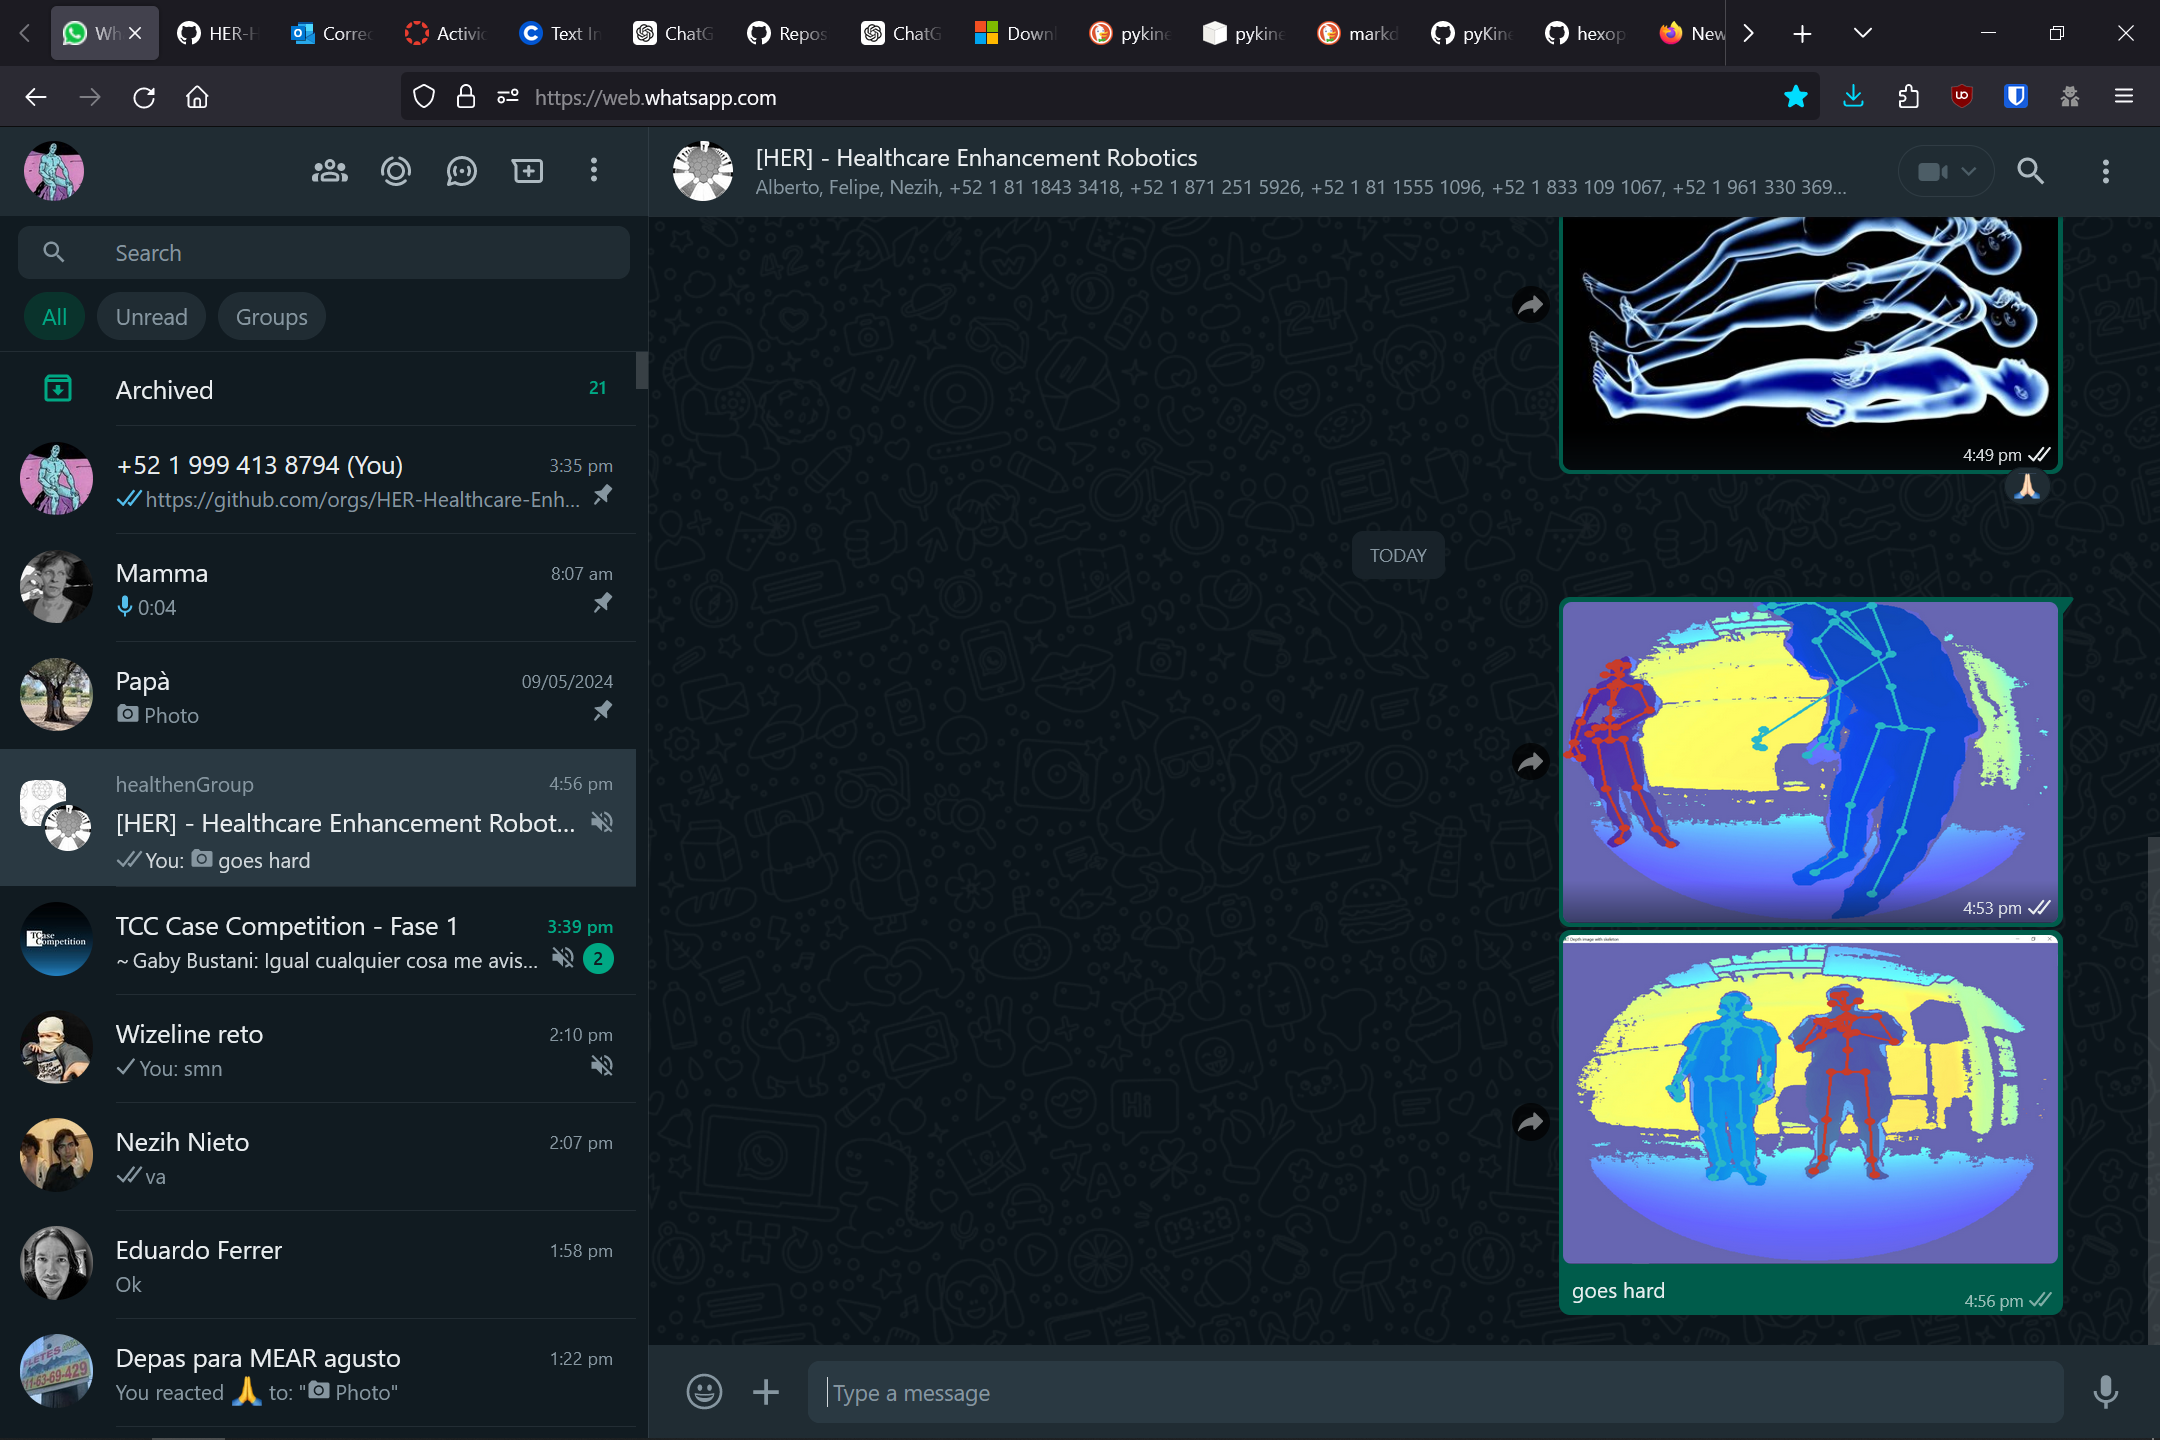 Wh
HER-H
Correo
Activic
Text In
ChatG
Repos
ChatG
Downl
pykine
pykine
markd
pyKine
hexop
New
https://web.whatsapp.com
[HER] - Healthcare Enhancement Robotics
Alberto, Felipe, Nezih, +52 1 81 1843 3418, +52 1 871 251 5926, +52 1 81 1555 1096, +52 1 833 109 1067, +52 1 961 330 369...
Search
All
Unread
Groups
Archived
21
+52 1 999 413 8794 (You)
3:35 pm
https://github.com/orgs/HER-Healthcare-Enh...
Mamma
8:07 am
0:04
Papà
09/05/2024
Photo
healthenGroup
4:56 pm
[HER] - Healthcare Enhancement Robot...
You: goes hard
TCC Case Competition - Fase 1
3:39 pm
~ Gaby Bustani: Igual cualquier cosa me avis...
2
Wizeline reto
2:10 pm
You: smn
Nezih Nieto
2:07 pm
va
Eduardo Ferrer
1:58 pm
Ok
Depas para MEAR agusto
1:22 pm
You reacted 🙏 to: "Photo"
4:49 pm
TODAY
4:53 pm
Depth image with skeleton
goes hard
4:56 pm
Type a message